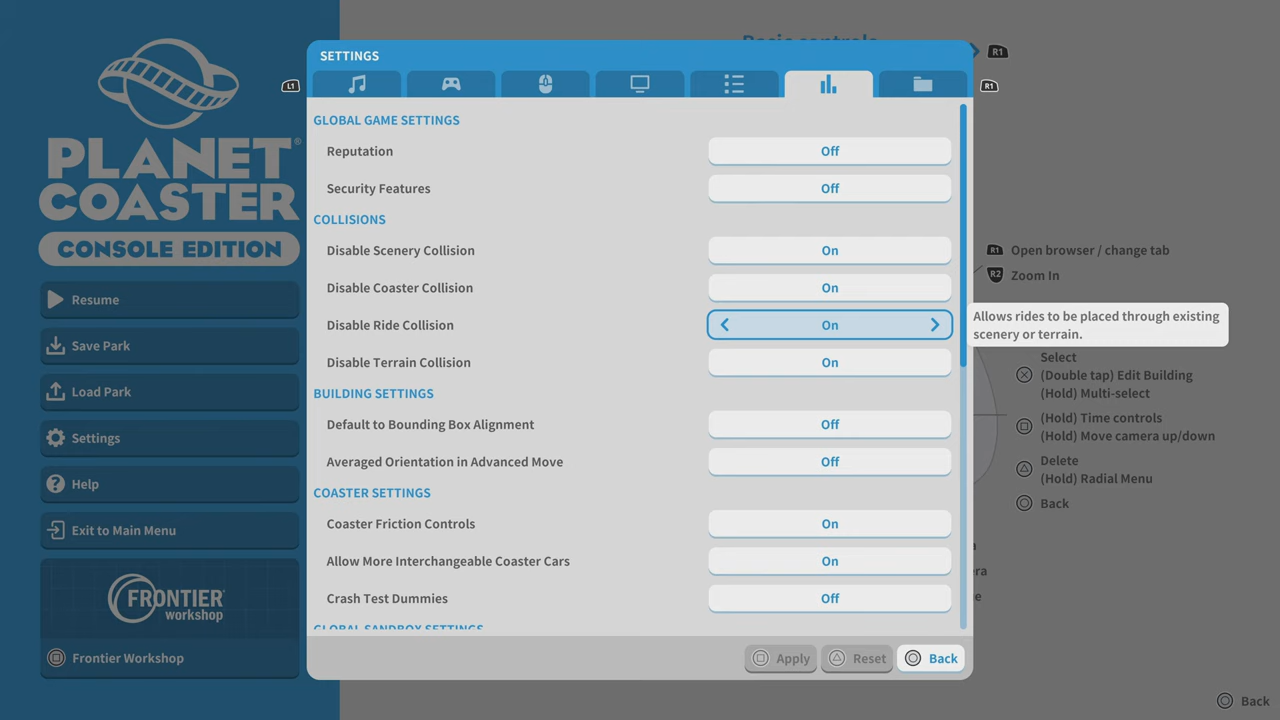 Basic controls
R1
SETTINGS
L1
R1
PLANET
COASTER®
CONSOLE EDITION
Resume
Save Park
Load Park
Settings
Help
Exit to Main Menu
FRONTIER
workshop
Frontier Workshop
GLOBAL GAME SETTINGS
Reputation Off
Security Features Off
COLLISIONS
Disable Scenery Collision On
Disable Coaster Collision On
Disable Ride Collision On
Disable Terrain Collision On
BUILDING SETTINGS
Default to Bounding Box Alignment Off
Averaged Orientation in Advanced Move Off
COASTER SETTINGS
Coaster Friction Controls On
Allow More Interchangeable Coaster Cars On
Crash Test Dummies Off
GLOBAL SANDBOX SETTINGS
Apply
Reset
Back
R1 Open browser / change tab
R2 Zoom In
Allows rides to be placed through existing
scenery or terrain.
Select
(Double tap) Edit Building
(Hold) Multi-select
(Hold) Time controls
(Hold) Move camera up/down
Delete
(Hold) Radial Menu
Back
Back